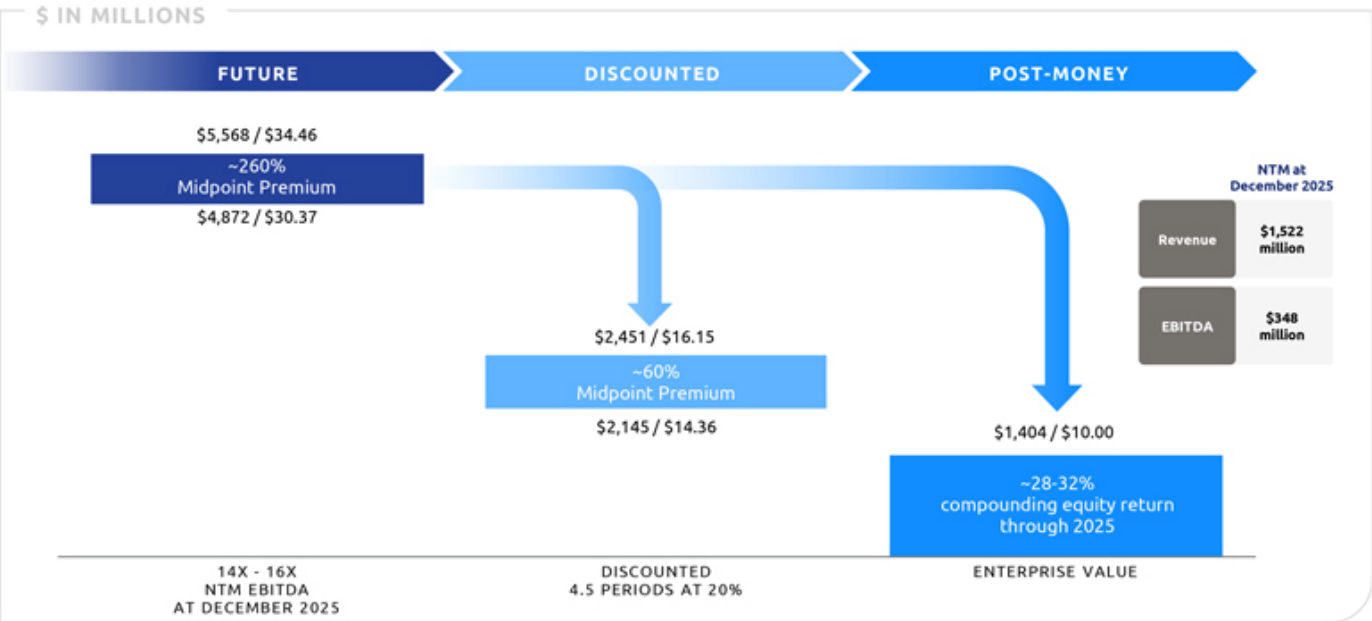 $ IN MILLIONS
FUTURE
DISCOUNTED
POST-MONEY
$5,568 / $34.46
~260%
Midpoint Premium
$4,872 / $30.37
$2,451 / $16.15
~60%
Midpoint Premium
$2,145 / $14.36
$1,404 / $10.00
~28-32%
compounding equity return
through 2025
NTM at
December 2025
Revenue
$1,522
million
EBITDA
$348
million
14X - 16X
NTM EBITDA
AT DECEMBER 2025
DISCOUNTED
4.5 PERIODS AT 20%
ENTERPRISE VALUE